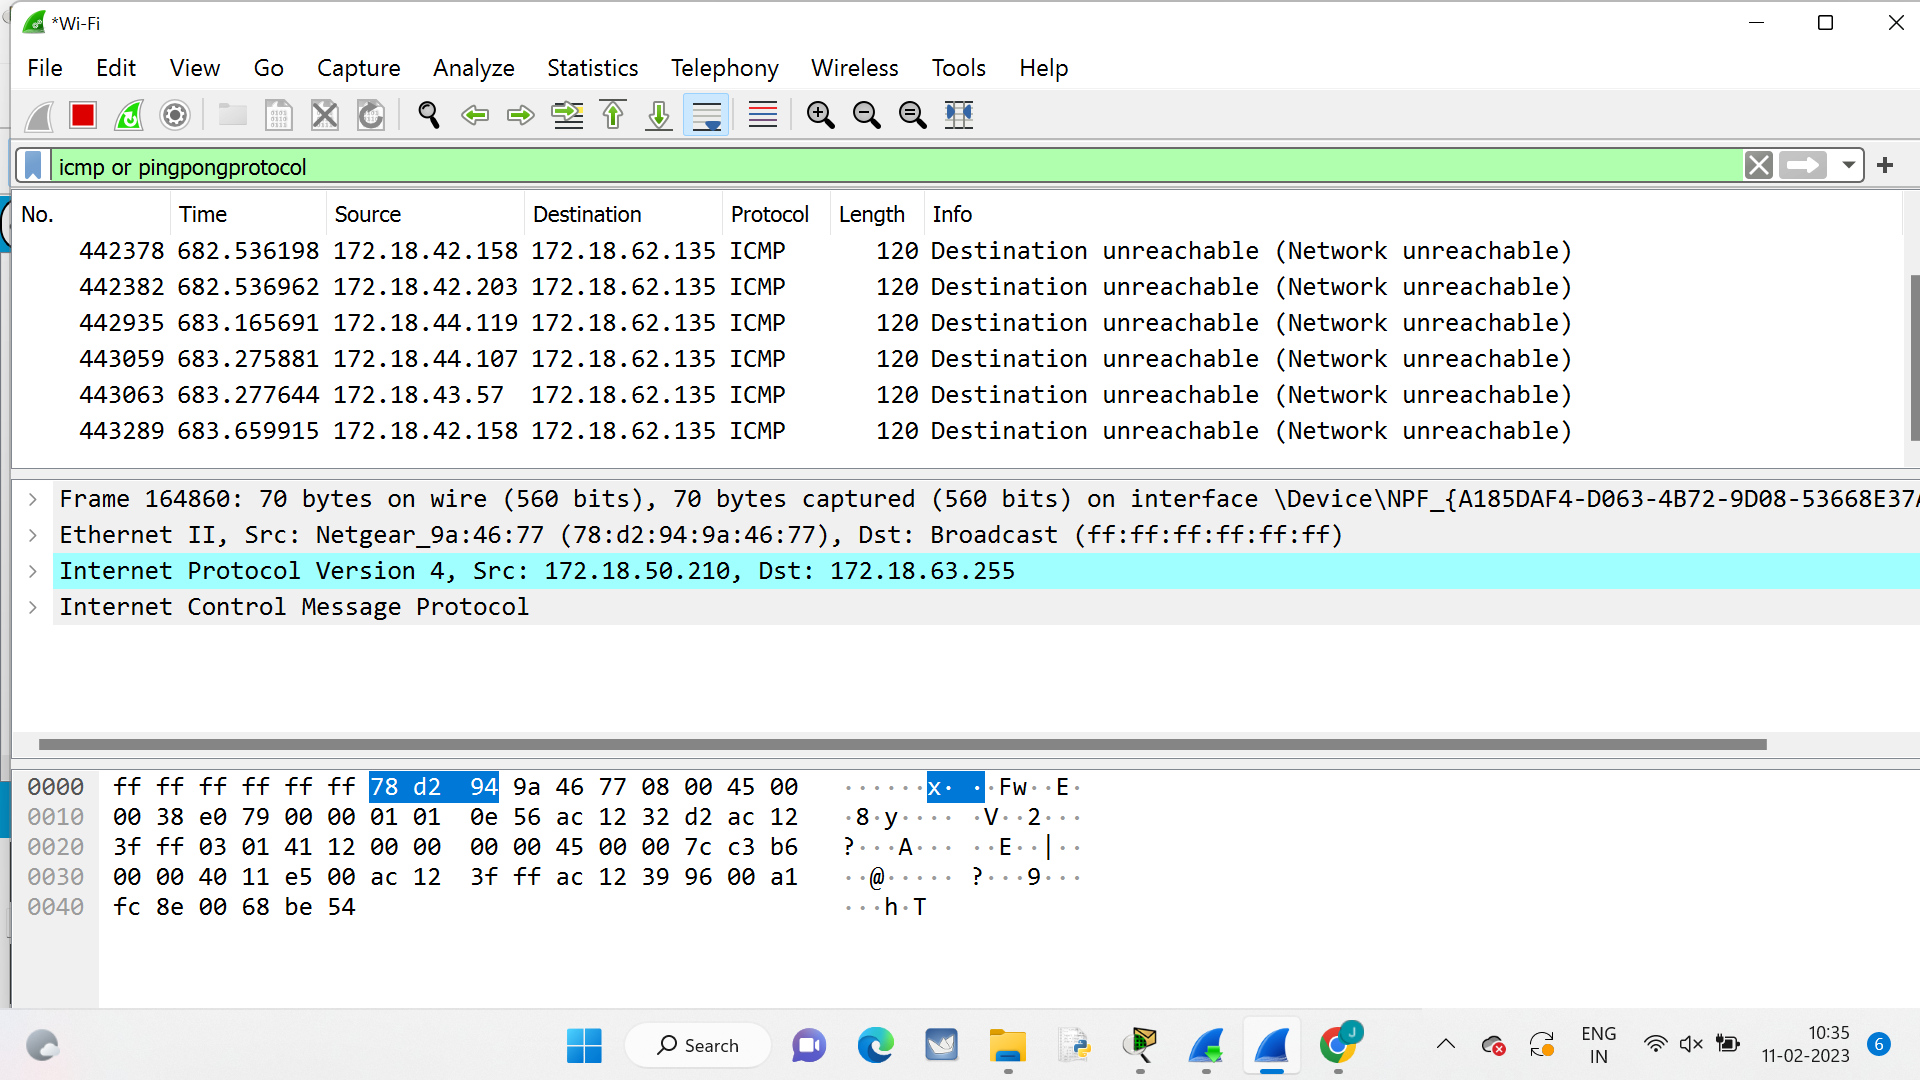 *Wi-Fi
File Edit View Go Capture Analyze Statistics Telephony Wireless Tools Help
icmp or pingpongprotocol
No. Time Source Destination Protocol Length Info
442378 682.536198 172.18.42.158 172.18.62.135 ICMP 120 Destination unreachable (Network unreachable)
442382 682.536962 172.18.42.203 172.18.62.135 ICMP 120 Destination unreachable (Network unreachable)
442935 683.165691 172.18.44.119 172.18.62.135 ICMP 120 Destination unreachable (Network unreachable)
443059 683.275881 172.18.44.107 172.18.62.135 ICMP 120 Destination unreachable (Network unreachable)
443063 683.277644 172.18.43.57 172.18.62.135 ICMP 120 Destination unreachable (Network unreachable)
443289 683.659915 172.18.42.158 172.18.62.135 ICMP 120 Destination unreachable (Network unreachable)
Frame 164860: 70 bytes on wire (560 bits), 70 bytes captured (560 bits) on interface \Device\NPF_{A185DAF4-D063-4B72-9D08-53668E37A
Ethernet II, Src: Netgear_9a:46:77 (78:d2:94:9a:46:77), Dst: Broadcast (ff:ff:ff:ff:ff:ff)
Internet Protocol Version 4, Src: 172.18.50.210, Dst: 172.18.63.255
Internet Control Message Protocol
0000 ff ff ff ff ff ff 78 d2 94 9a 46 77 08 00 45 00 ······x· ··Fw··E·
0010 00 38 e0 79 00 00 01 01 0e 56 ac 12 32 d2 ac 12 ·8·y···· ·V··2···
0020 3f ff 03 01 41 12 00 00 00 00 45 00 00 7c c3 b6 ?···A··· ··E··|··
0030 00 00 40 11 e5 00 ac 12 3f ff ac 12 39 96 00 a1 ··@····· ?···9···
0040 fc 8e 00 68 be 54 ···h·T
Search
J
ENG
IN
10:35
11-02-2023
6